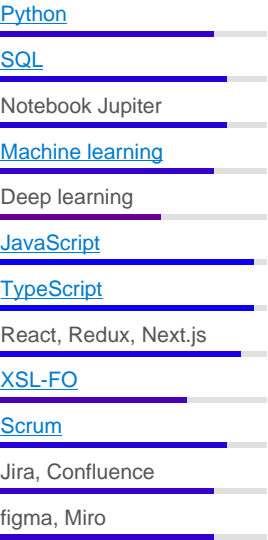 Python
SQL
Notebook Jupiter
Machine learning
Deep learning
JavaScript
TypeScript
React, Redux, Next.js
XSL-FO
Scrum
Jira, Confluence
figma, Miro